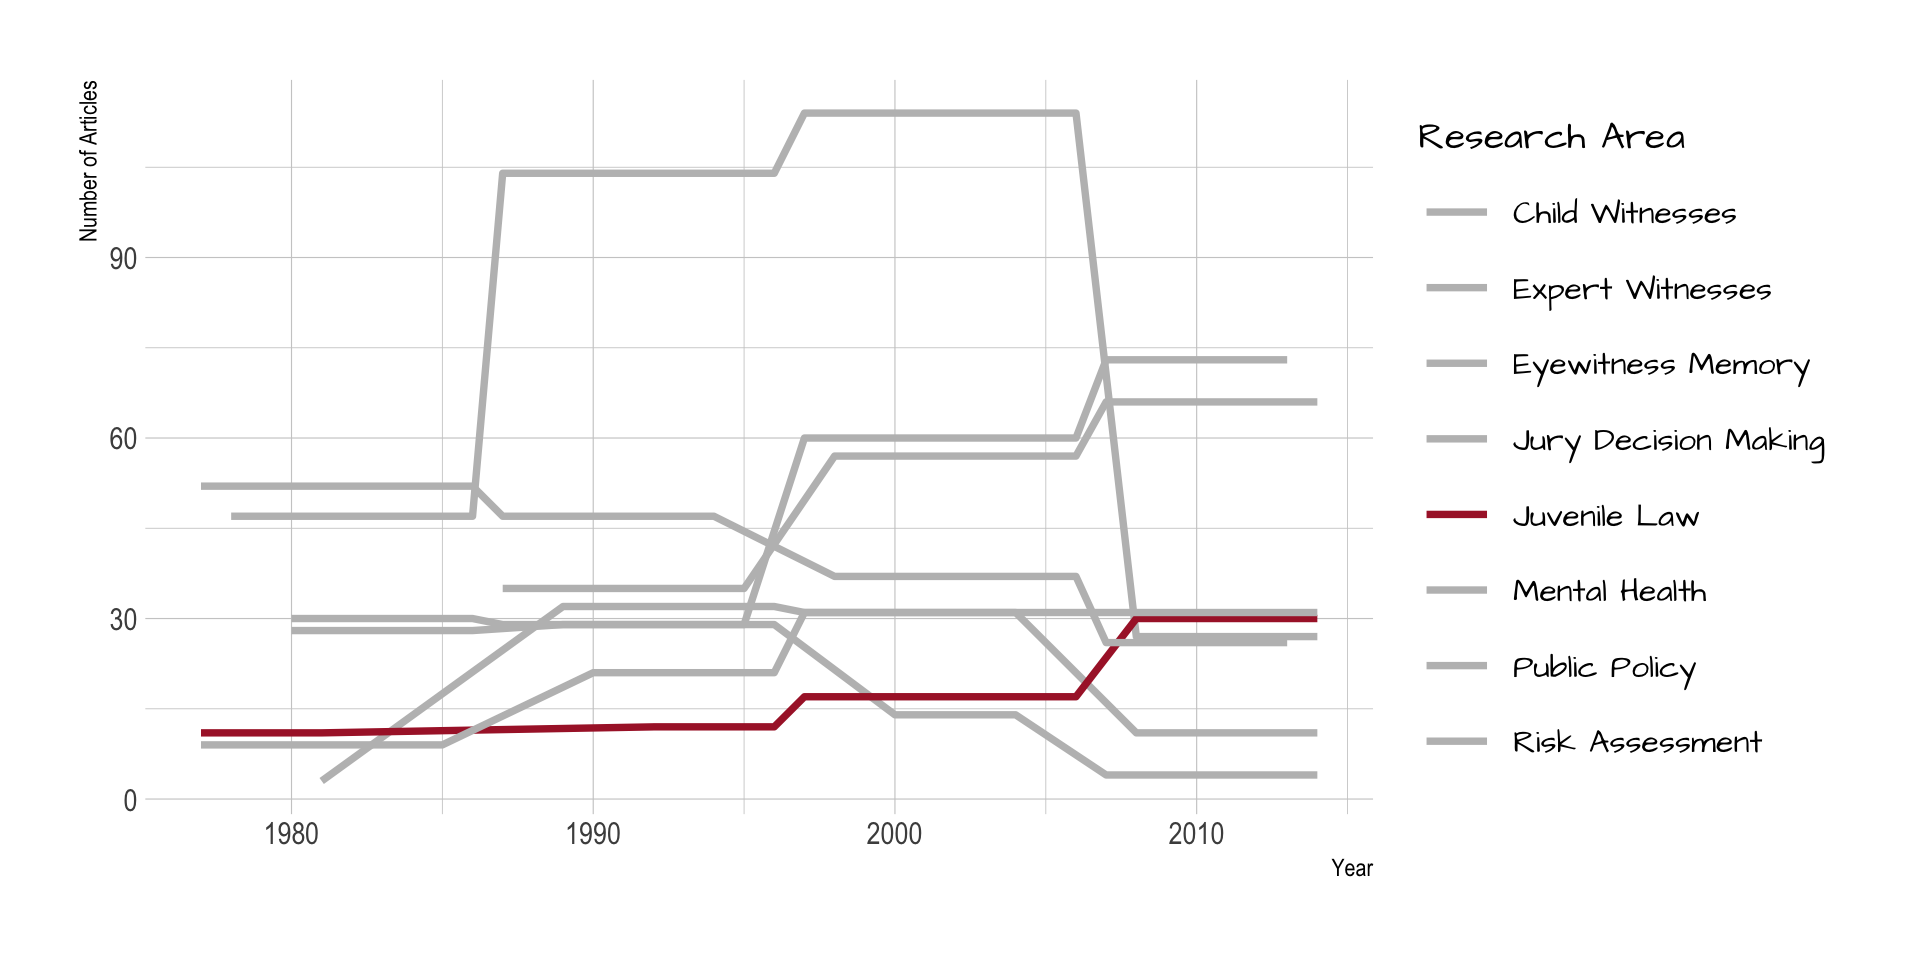 Number of Articles
90
60
30
0
1980
1990
2000
2010
Year
Research Area
Child Witnesses
Expert Witnesses
Eyewitness Memory
Jury Decision Making
Juvenile Law
Mental Health
Public Policy
Risk Assessment